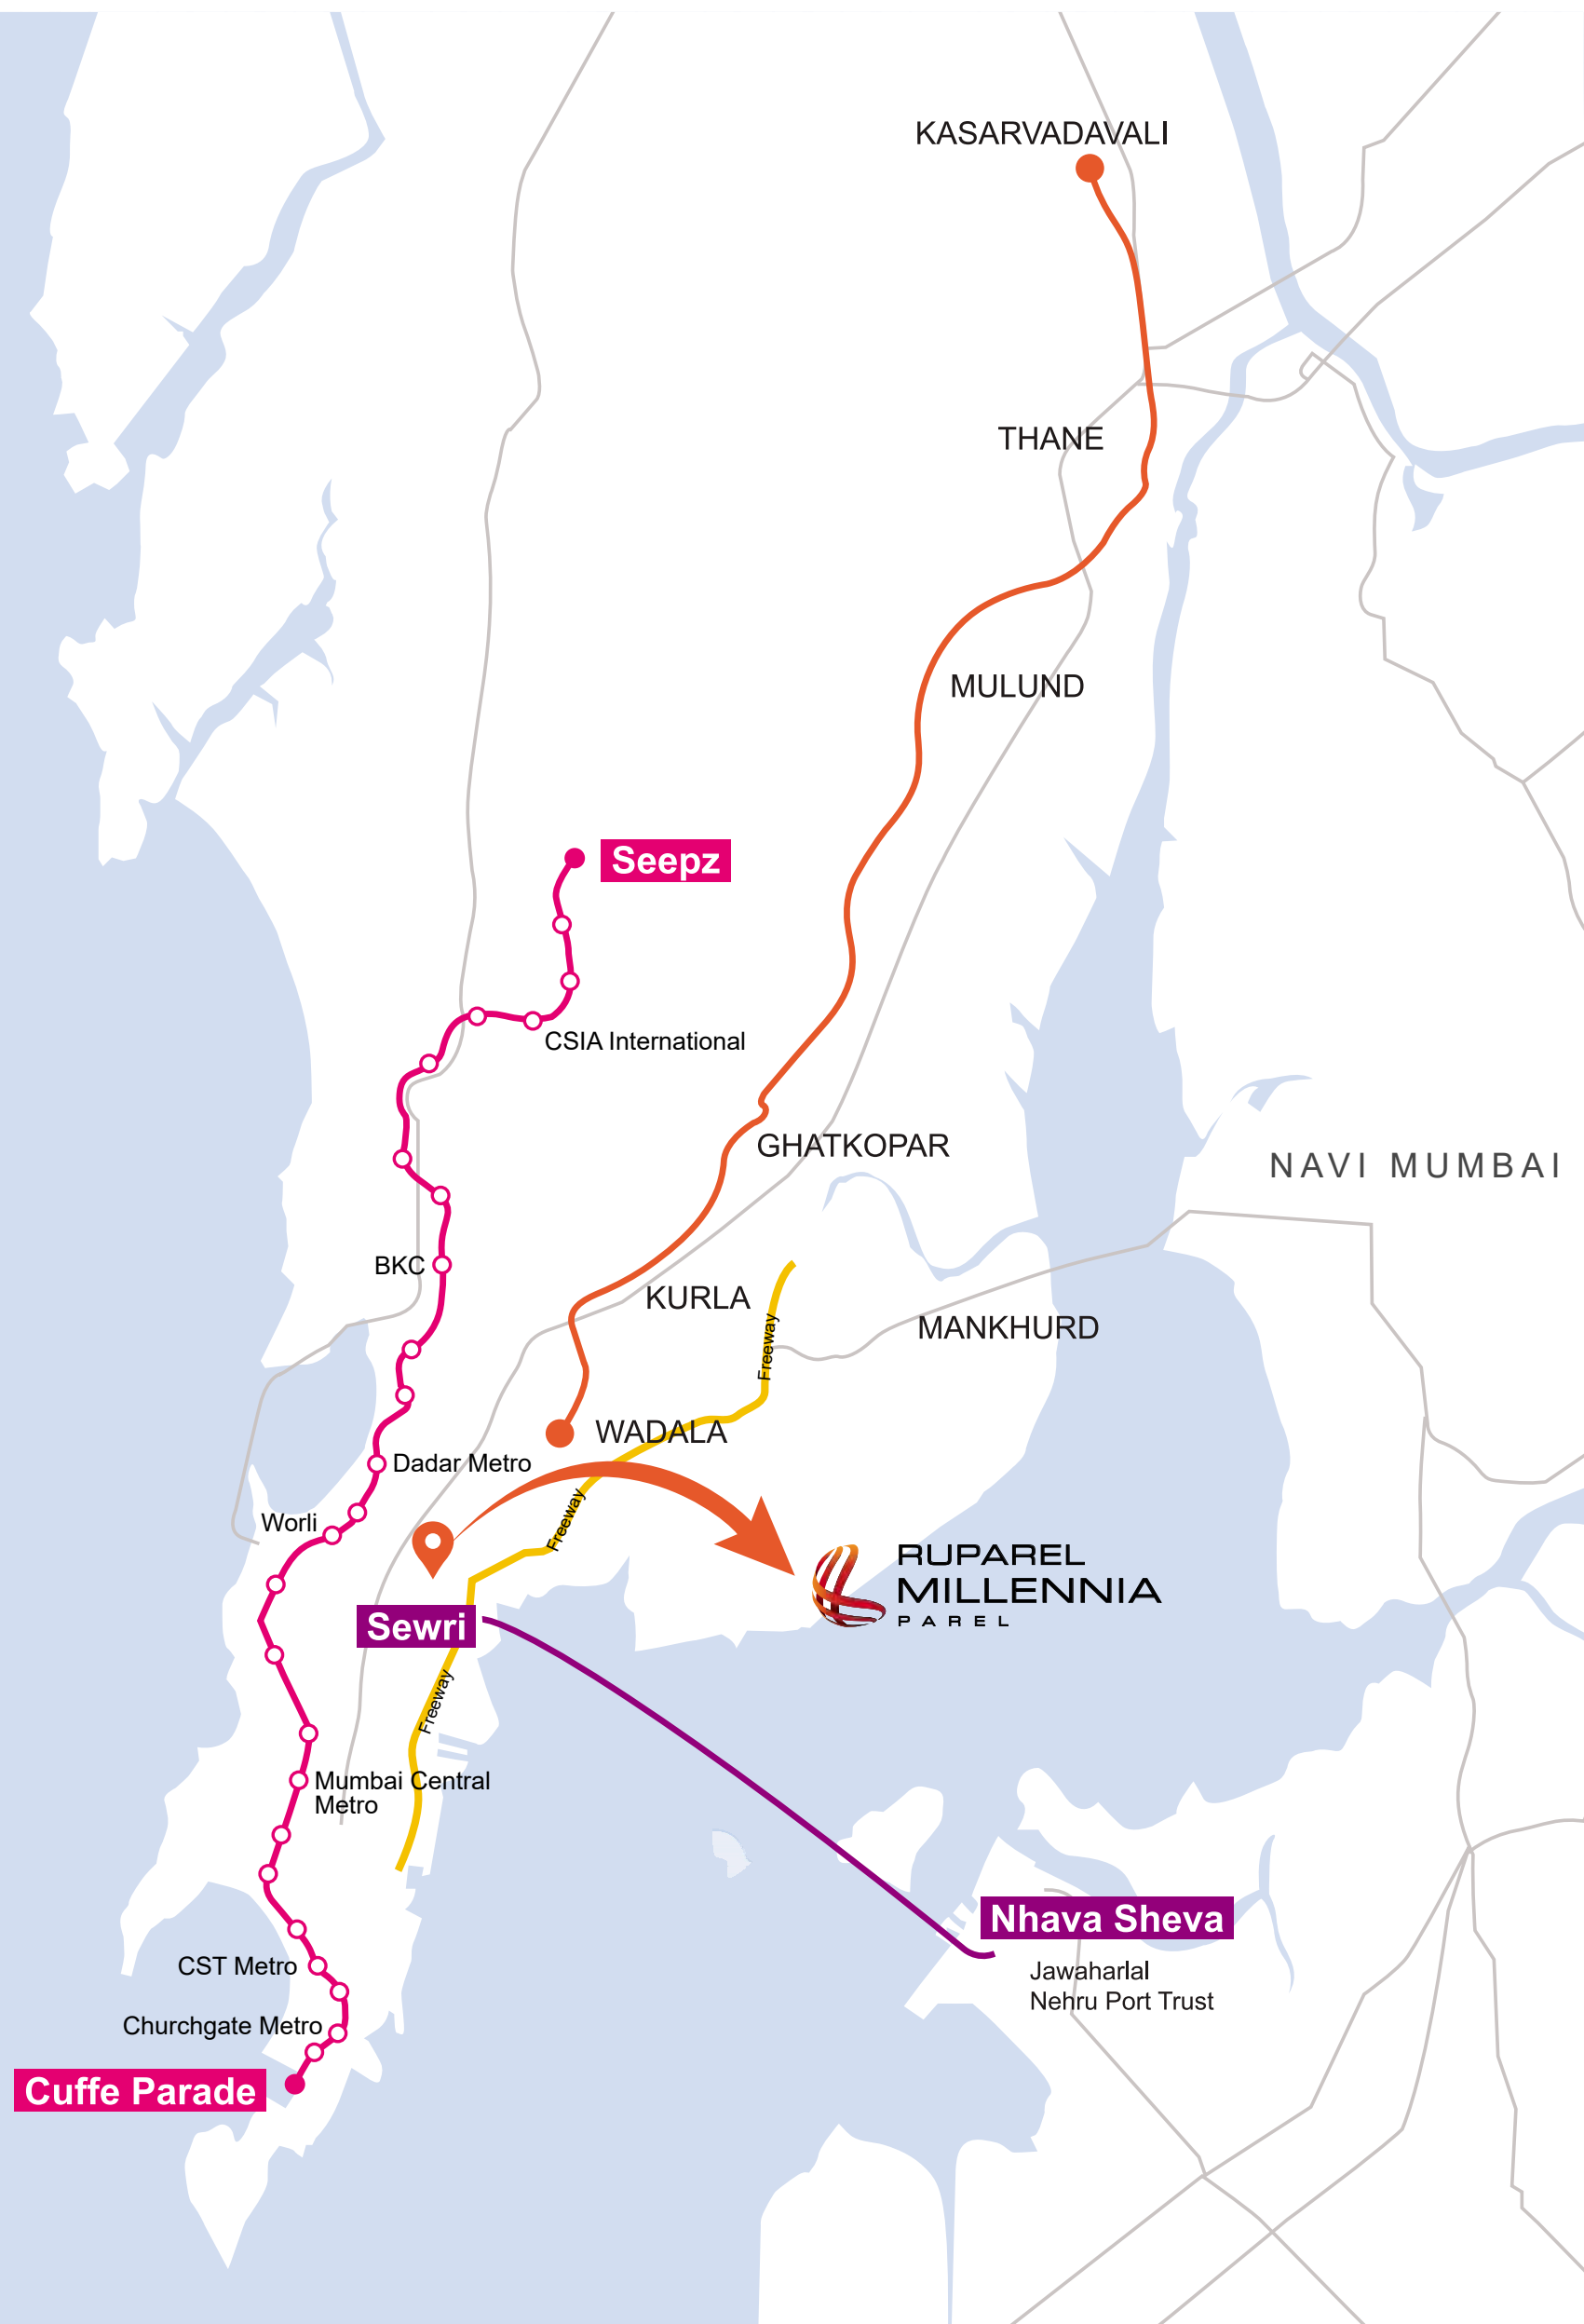 KASARVADAVALI
THANE
MULUND
Seepz
CSIA International
GHATKOPAR
NAVI MUMBAI
BKC
KURLA
MANKHURD
Freeway
WADALA
Dadar Metro
Worli
Freeway
RUPAREL
MILLENNIA
PAREL
Sewri
Freeway
Mumbai Central
Metro
Nhava Sheva
Jawaharlal
Nehru Port Trust
CST Metro
Churchgate Metro
Cuffe Parade